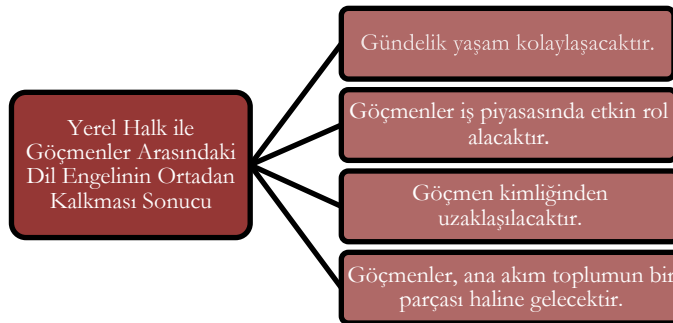 Yerel Halk ile
Göçmenler Arasındaki
Dil Engelinin Ortadan
Kalkması Sonucu
Gündelik yaşam kolaylaşacaktır.
Göçmenler iş piyasasında etkin rol
alacaktır.
Göçmen kimliğinden
uzaklaşılacaktır.
Göçmenler, ana akım toplumun bir
parçası haline gelecektir.